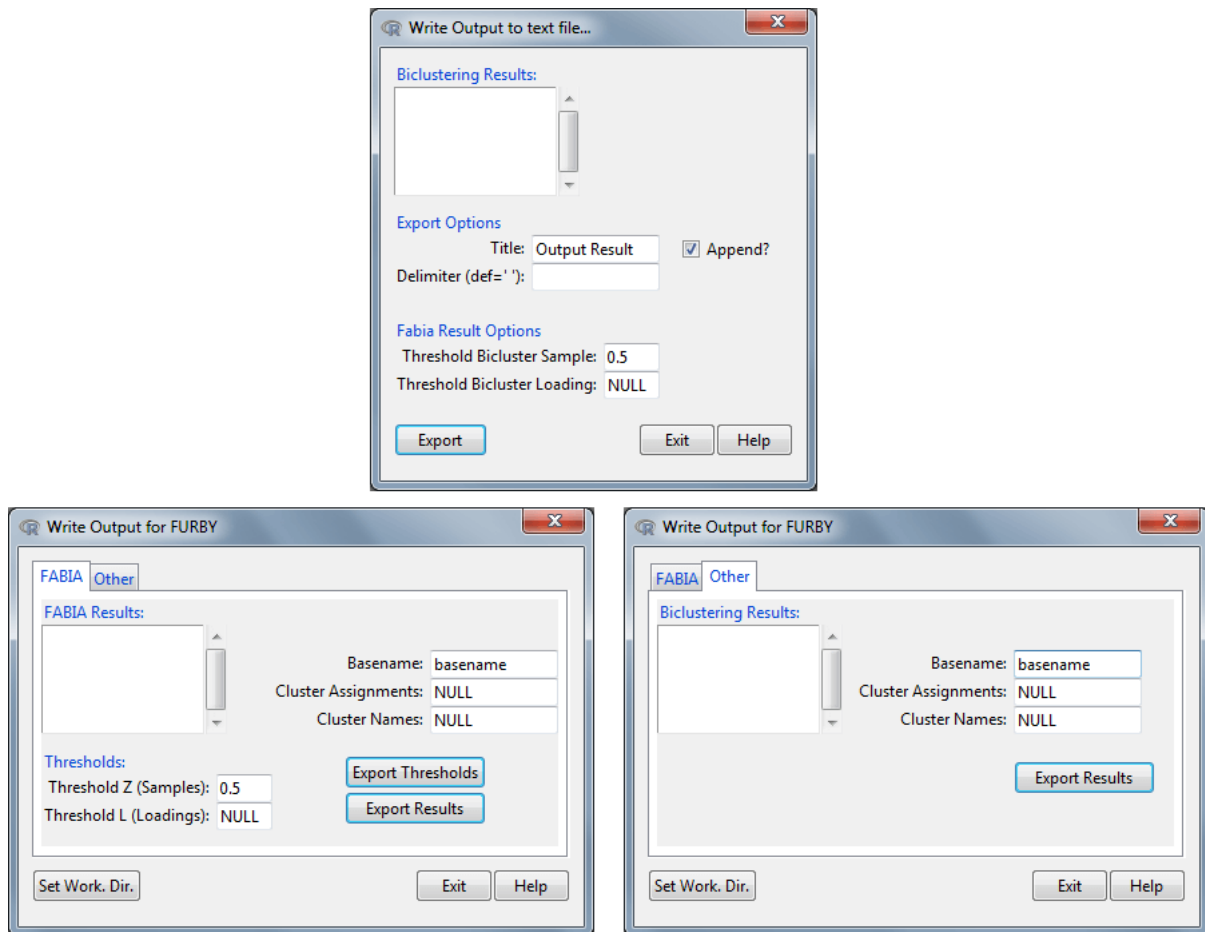 Write Output to text file...
Biclustering Results:
Export Options
Title: Output Result Append?
Delimiter (def=' '):
Fabia Result Options
Threshold Bicluster Sample: 0.5
Threshold Bicluster Loading: NULL
Export Exit Help
Write Output for FURBY
FABIA Other
FABIA Results:
Basename: basename
Cluster Assignments: NULL
Cluster Names: NULL
Thresholds:
Threshold Z (Samples): 0.5
Threshold L (Loadings): NULL
Export Thresholds
Export Results
Set Work. Dir. Exit Help
Write Output for FURBY
FABIA Other
Biclustering Results:
Basename: basename
Cluster Assignments: NULL
Cluster Names: NULL
Export Results
Set Work. Dir. Exit Help